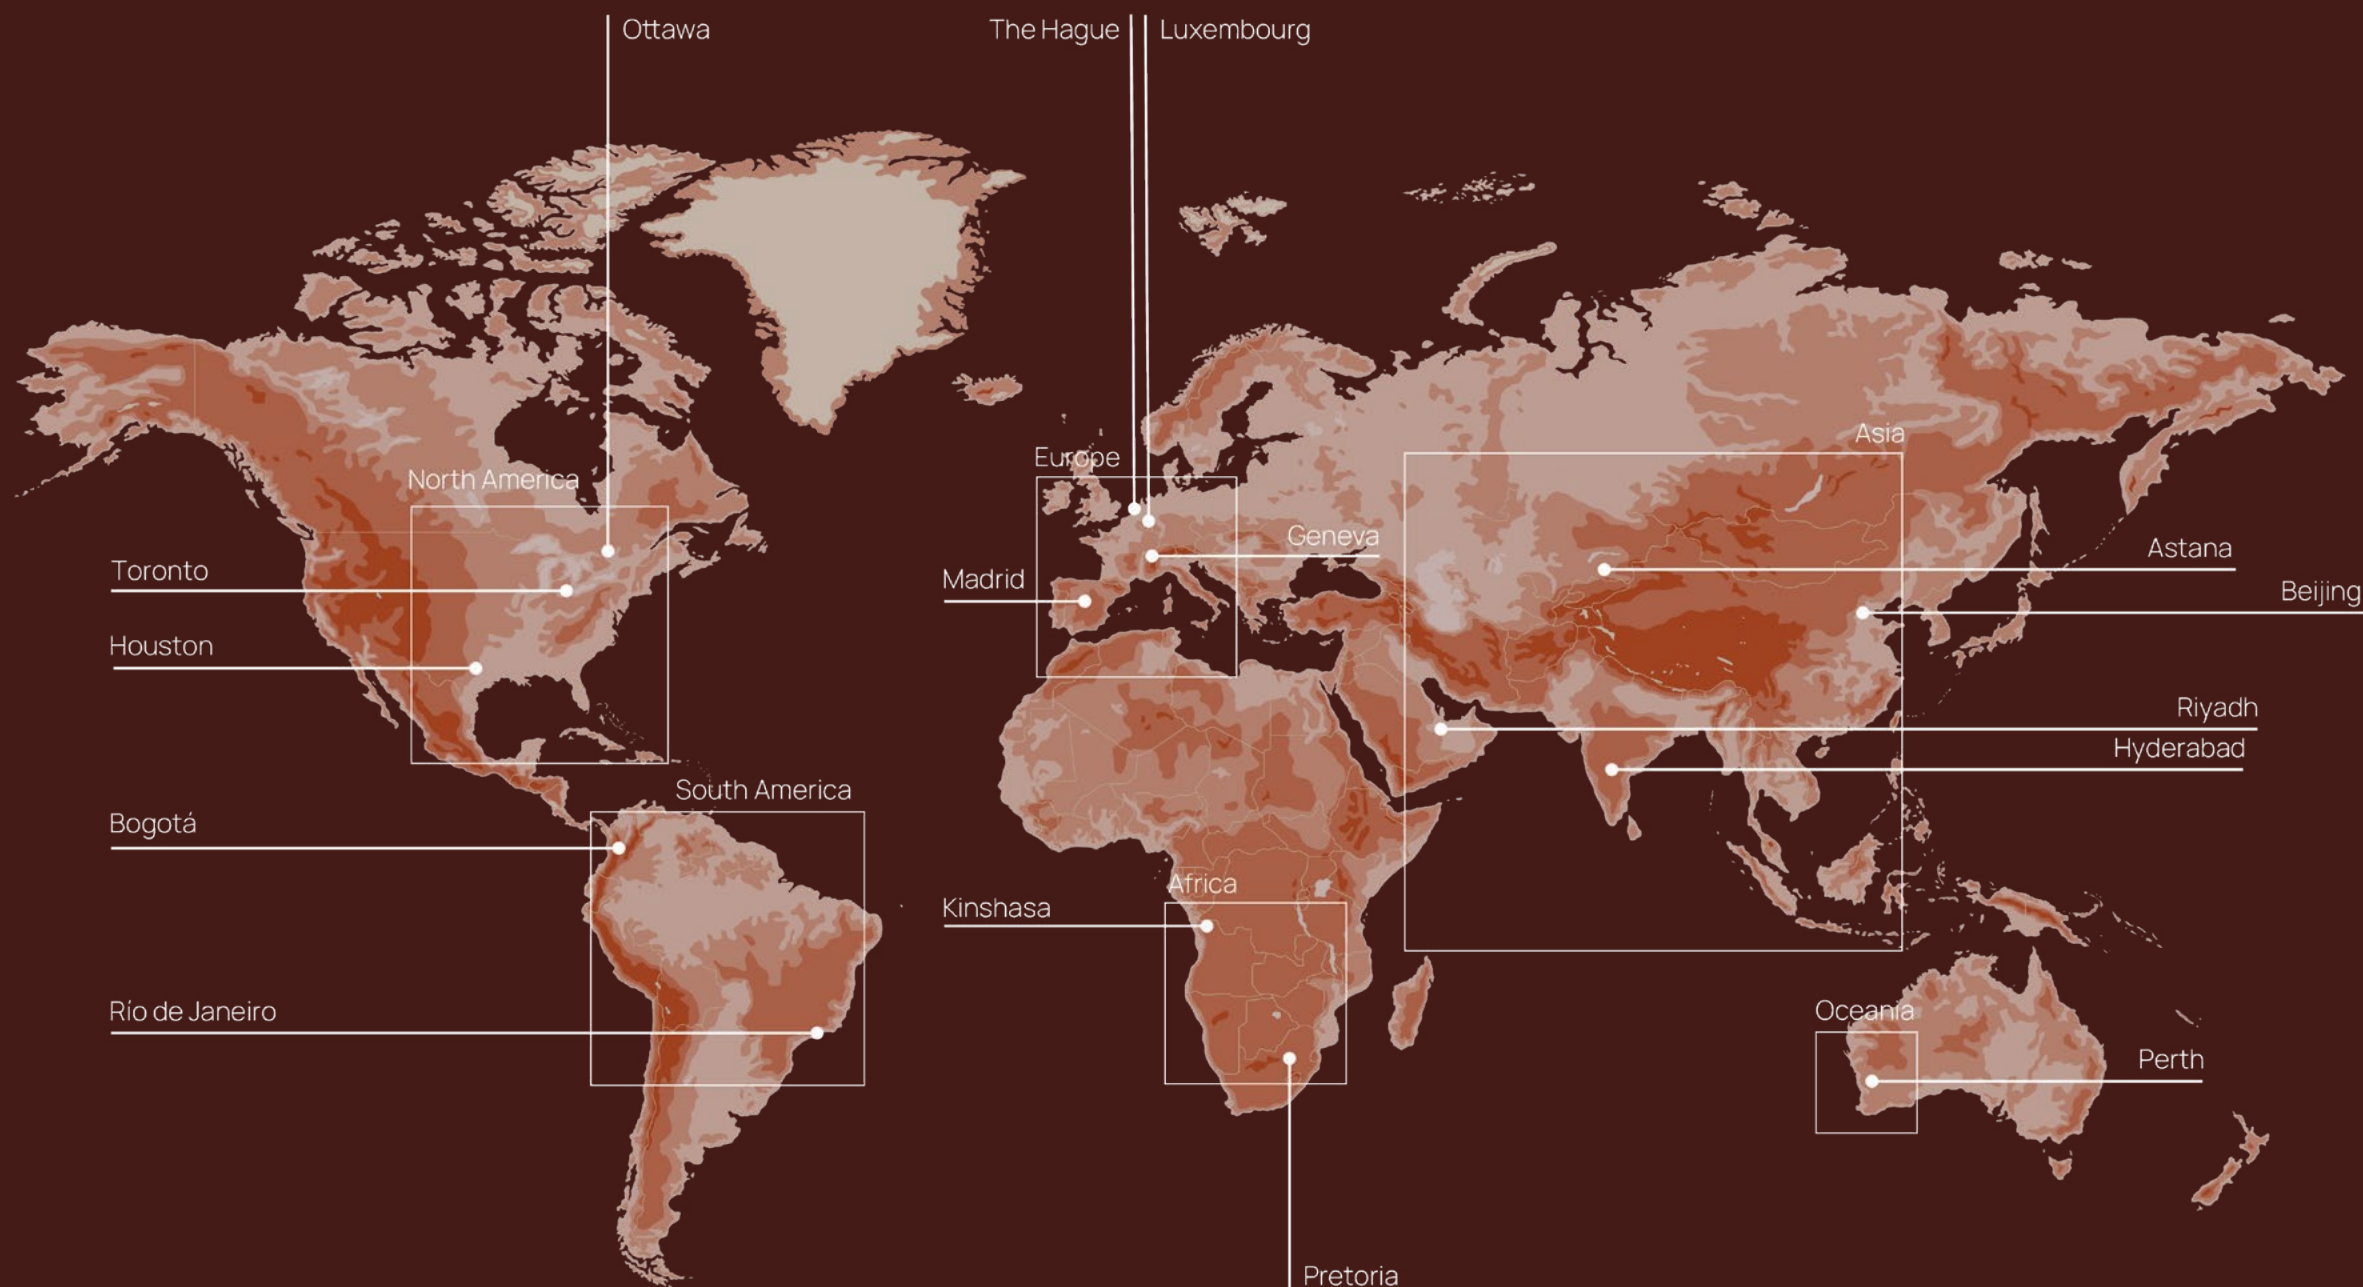 Ottawa
The Hague
Luxembourg
Asia
Europe
North America
Geneva
Astana
Toronto
Madrid
Beijing
Houston
Riyadh
Hyderabad
South America
Bogotá
Africa
Kinshasa
Río de Janeiro
Oceania
Perth
Pretoria